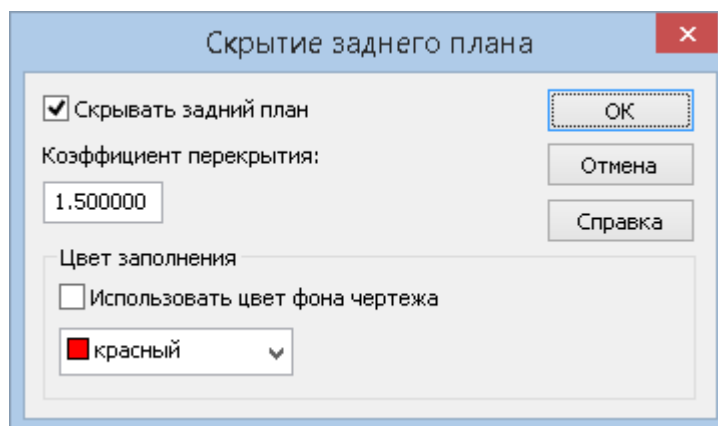 Скрытие заднего плана
Скрывать задний план
ОК
Коэффициент перекрытия:
Отмена
1.500000
Справка
Цвет заполнения
Использовать цвет фона чертежа
красный